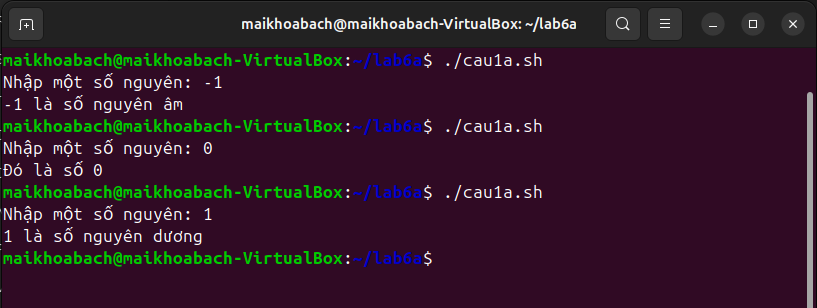 maikhoabach@maikhoabach-VirtualBox: ~/lab6a
maikhoabach@maikhoabach-VirtualBox:~/lab6a$ ./cau1a.sh
Nhập một số nguyên: -1
-1 là số nguyên âm
maikhoabach@maikhoabach-VirtualBox:~/lab6a$ ./cau1a.sh
Nhập một số nguyên: 0
Đó là số 0
maikhoabach@maikhoabach-VirtualBox:~/lab6a$ ./cau1a.sh
Nhập một số nguyên: 1
1 là số nguyên dương
maikhoabach@maikhoabach-VirtualBox:~/lab6a$